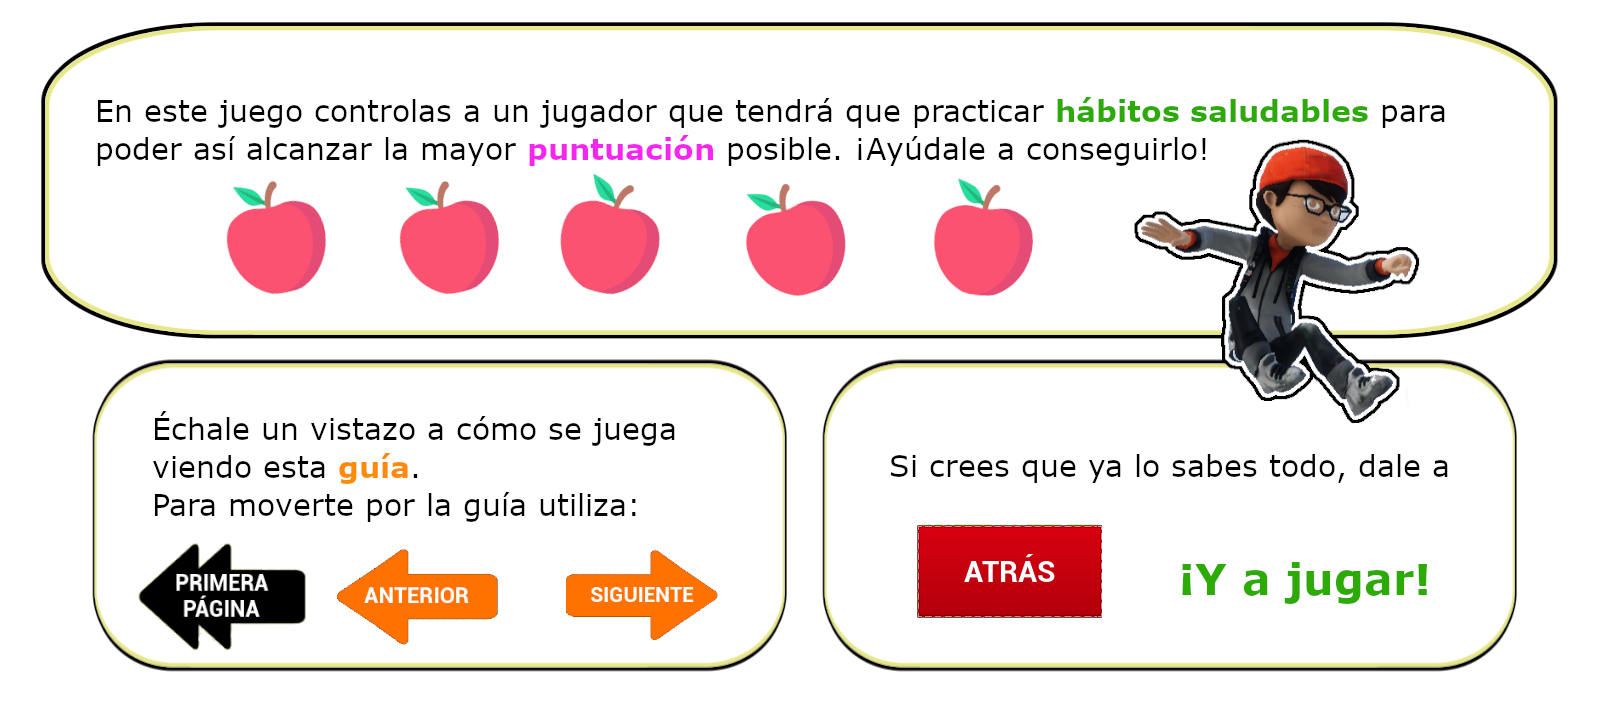 En este juego controlas a un jugador que tendrá que practicar hábitos saludables para
poder así alcanzar la mayor puntuación posible. ¡Ayúdale a conseguirlo!
Échale un vistazo a cómo se juega
viendo esta guía.
Para moverte por la guía utiliza:
PRIMERA
PÁGINA
ANTERIOR
SIGUIENTE
Si crees que ya lo sabes todo, dale a
ATRÁS
¡Y a jugar!